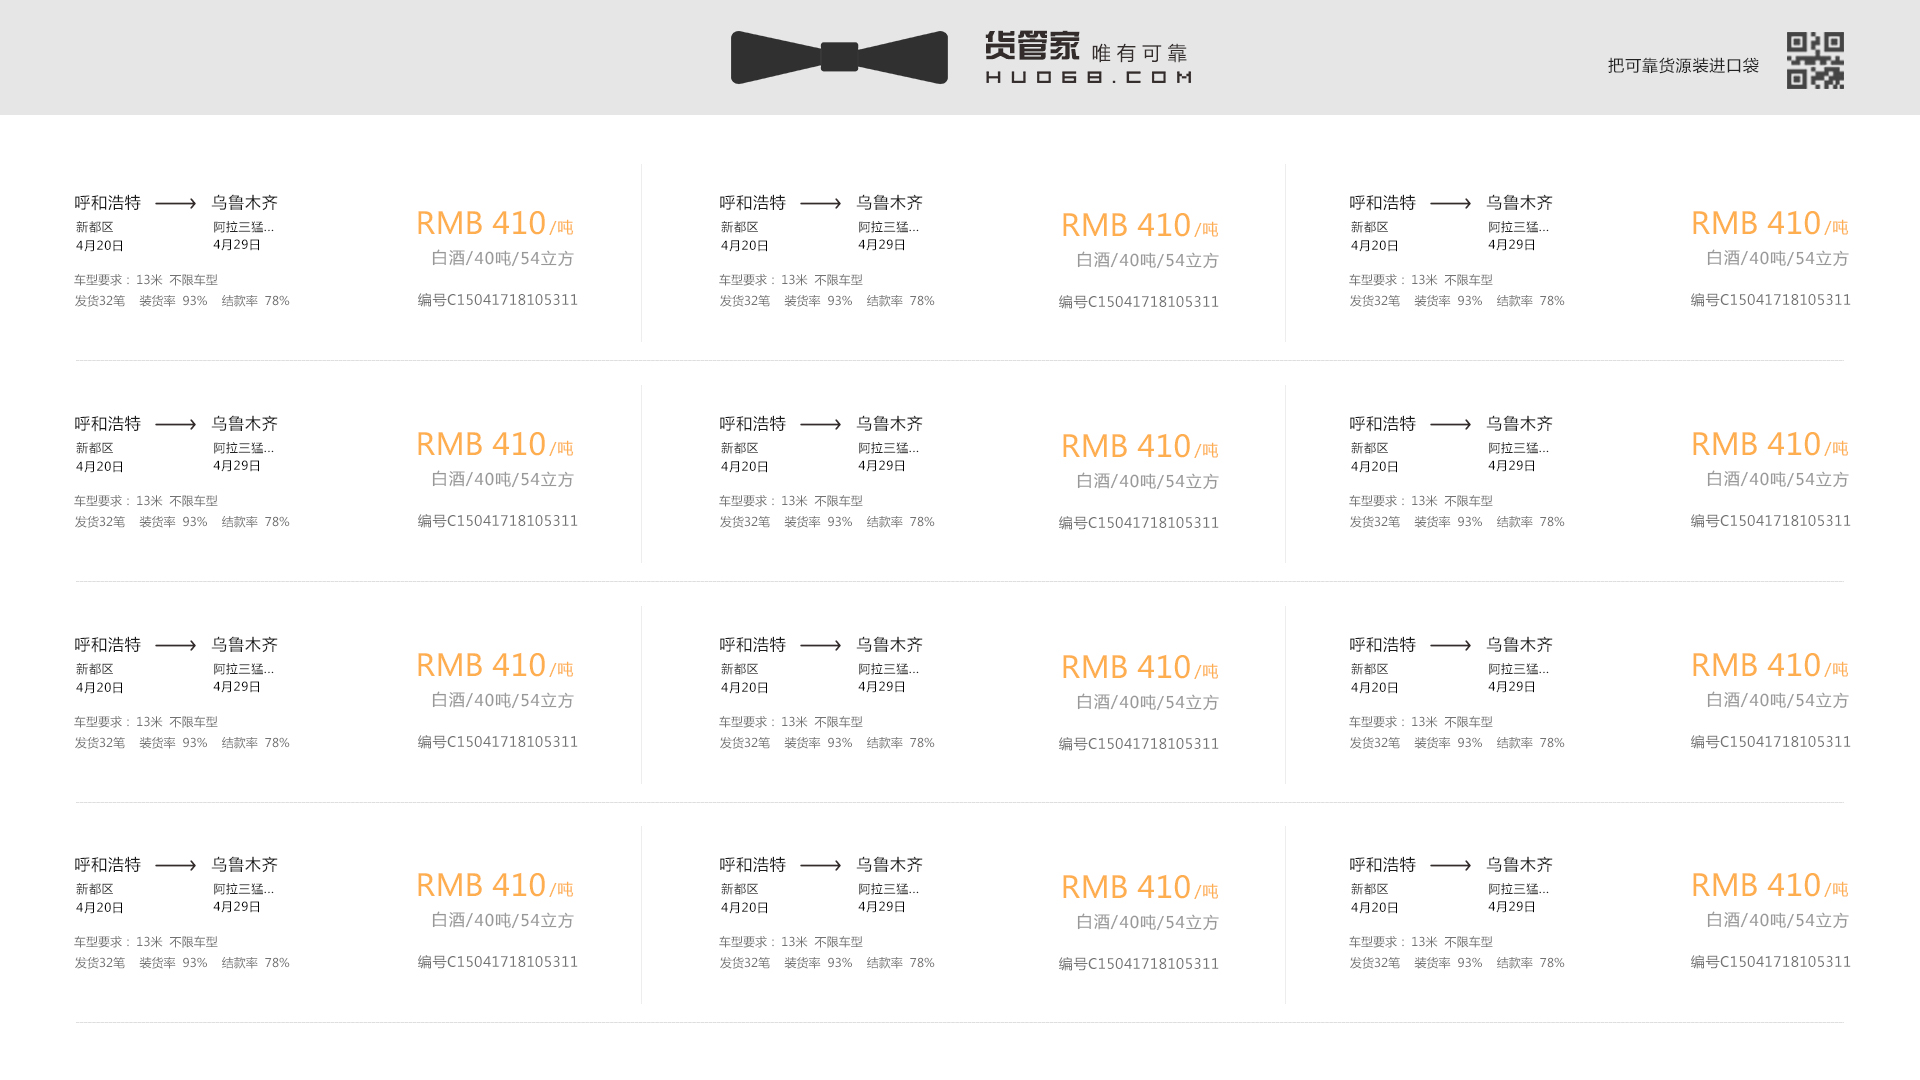 货管家 唯有可靠
HUO68.COM
把可靠货源装进口袋
呼和浩特 乌鲁木齐
新都区 阿拉三猛...
4月20日 4月29日
RMB 410/吨
白酒/40吨/54立方
车型要求：13米 不限车型
发货32笔 装货率 93% 结款率 78%
编号C15041718105311
呼和浩特 乌鲁木齐
新都区 阿拉三猛...
4月20日 4月29日
RMB 410/吨
白酒/40吨/54立方
车型要求：13米 不限车型
发货32笔 装货率 93% 结款率 78%
编号C15041718105311
呼和浩特 乌鲁木齐
新都区 阿拉三猛...
4月20日 4月29日
RMB 410/吨
白酒/40吨/54立方
车型要求：13米 不限车型
发货32笔 装货率 93% 结款率 78%
编号C15041718105311
呼和浩特 乌鲁木齐
新都区 阿拉三猛...
4月20日 4月29日
RMB 410/吨
白酒/40吨/54立方
车型要求：13米 不限车型
发货32笔 装货率 93% 结款率 78%
编号C15041718105311
呼和浩特 乌鲁木齐
新都区 阿拉三猛...
4月20日 4月29日
RMB 410/吨
白酒/40吨/54立方
车型要求：13米 不限车型
发货32笔 装货率 93% 结款率 78%
编号C15041718105311
呼和浩特 乌鲁木齐
新都区 阿拉三猛...
4月20日 4月29日
RMB 410/吨
白酒/40吨/54立方
车型要求：13米 不限车型
发货32笔 装货率 93% 结款率 78%
编号C15041718105311
呼和浩特 乌鲁木齐
新都区 阿拉三猛...
4月20日 4月29日
RMB 410/吨
白酒/40吨/54立方
车型要求：13米 不限车型
发货32笔 装货率 93% 结款率 78%
编号C15041718105311
呼和浩特 乌鲁木齐
新都区 阿拉三猛...
4月20日 4月29日
RMB 410/吨
白酒/40吨/54立方
车型要求：13米 不限车型
发货32笔 装货率 93% 结款率 78%
编号C15041718105311
呼和浩特 乌鲁木齐
新都区 阿拉三猛...
4月20日 4月29日
RMB 410/吨
白酒/40吨/54立方
车型要求：13米 不限车型
发货32笔 装货率 93% 结款率 78%
编号C15041718105311
呼和浩特 乌鲁木齐
新都区 阿拉三猛...
4月20日 4月29日
RMB 410/吨
白酒/40吨/54立方
车型要求：13米 不限车型
发货32笔 装货率 93% 结款率 78%
编号C15041718105311
呼和浩特 乌鲁木齐
新都区 阿拉三猛...
4月20日 4月29日
RMB 410/吨
白酒/40吨/54立方
车型要求：13米 不限车型
发货32笔 装货率 93% 结款率 78%
编号C15041718105311
呼和浩特 乌鲁木齐
新都区 阿拉三猛...
4月20日 4月29日
RMB 410/吨
白酒/40吨/54立方
车型要求：13米 不限车型
发货32笔 装货率 93% 结款率 78%
编号C15041718105311